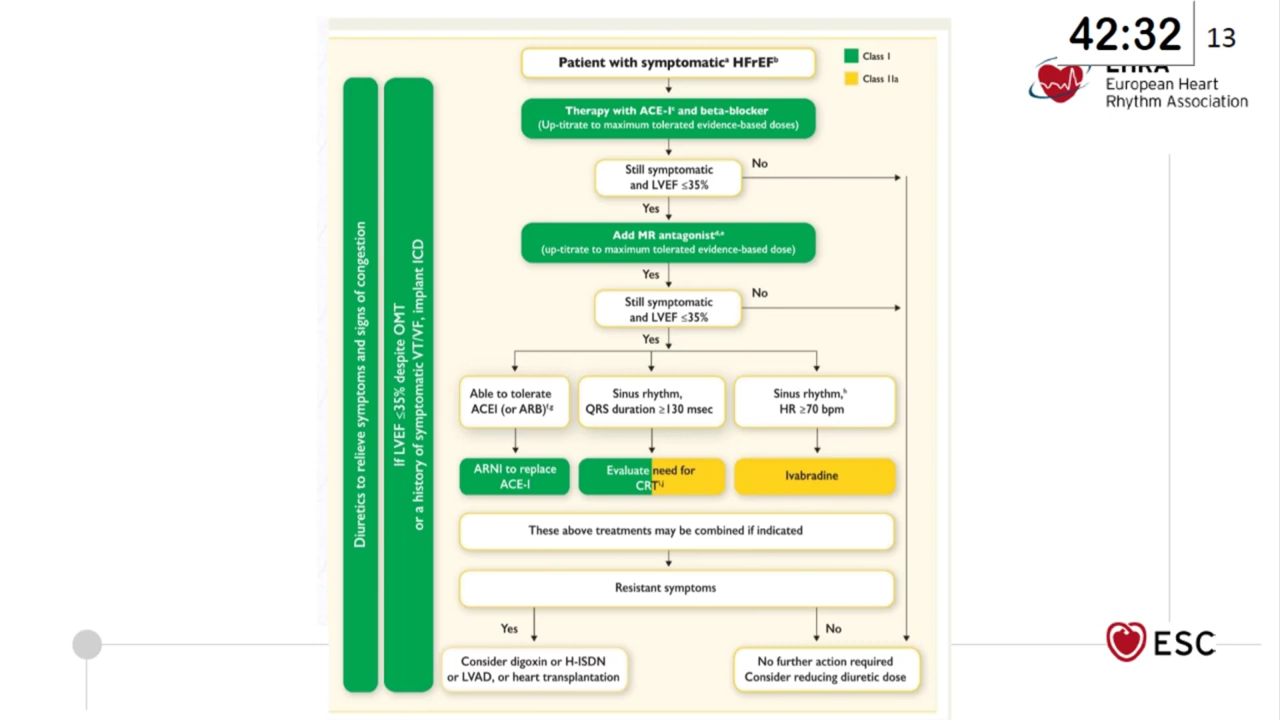 42:32
13
EHRA
European Heart
Rhythm Association
Class I
Class IIa
Patient with symptomaticᵃ HFrEFᵇ
Therapy with ACE-Iᶜ and beta-blocker
(Up-titrate to maximum tolerated evidence-based doses)
Still symptomatic
and LVEF ≤35%
No
Yes
Add MR antagonistᵈ,ᵉ
(up-titrate to maximum tolerated evidence-based dose)
Yes
Still symptomatic
and LVEF ≤35%
No
Yes
Able to tolerate
ACEI (or ARB)ᶠ,ᵍ
Sinus rhythm,
QRS duration ≥130 msec
Sinus rhythm,ʰ
HR ≥70 bpm
ARNI to replace
ACE-I
Evaluate need for
CRTⁱ,ʲ
Ivabradine
These above treatments may be combined if indicated
Resistant symptoms
Yes
No
Consider digoxin or H-ISDN
or LVAD, or heart transplantation
No further action required
Consider reducing diuretic dose
Diuretics to relieve symptoms and signs of congestion
If LVEF ≤35% despite OMT
or a history of symptomatic VT/VF, implant ICD
ESC